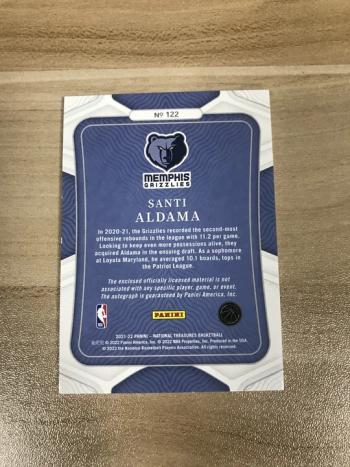 Nº 122
MEMPHIS
GRIZZLIES
SANTI
ALDAMA
In 2020-21, the Grizzlies recorded the second-most
offensive rebounds in the league with 11.2 per game.
Looking to keep even more possessions alive, they
acquired Aldama in the ensuing draft. As a sophomore
at Loyola Maryland, he averaged 10.1 boards, tops in
the Patriot League.
The enclosed officially licensed material is not
associated with any specific player, game, or event.
The autograph is guaranteed by Panini America, Inc.
NBA
PANINI
2021-22 PANINI – NATIONAL TREASURES BASKETBALL
© 2022 Panini America, Inc. © 2022 NBA Properties, Inc. Produced in the USA.
© 2022 National Basketball Players Association. All Rights Reserved.